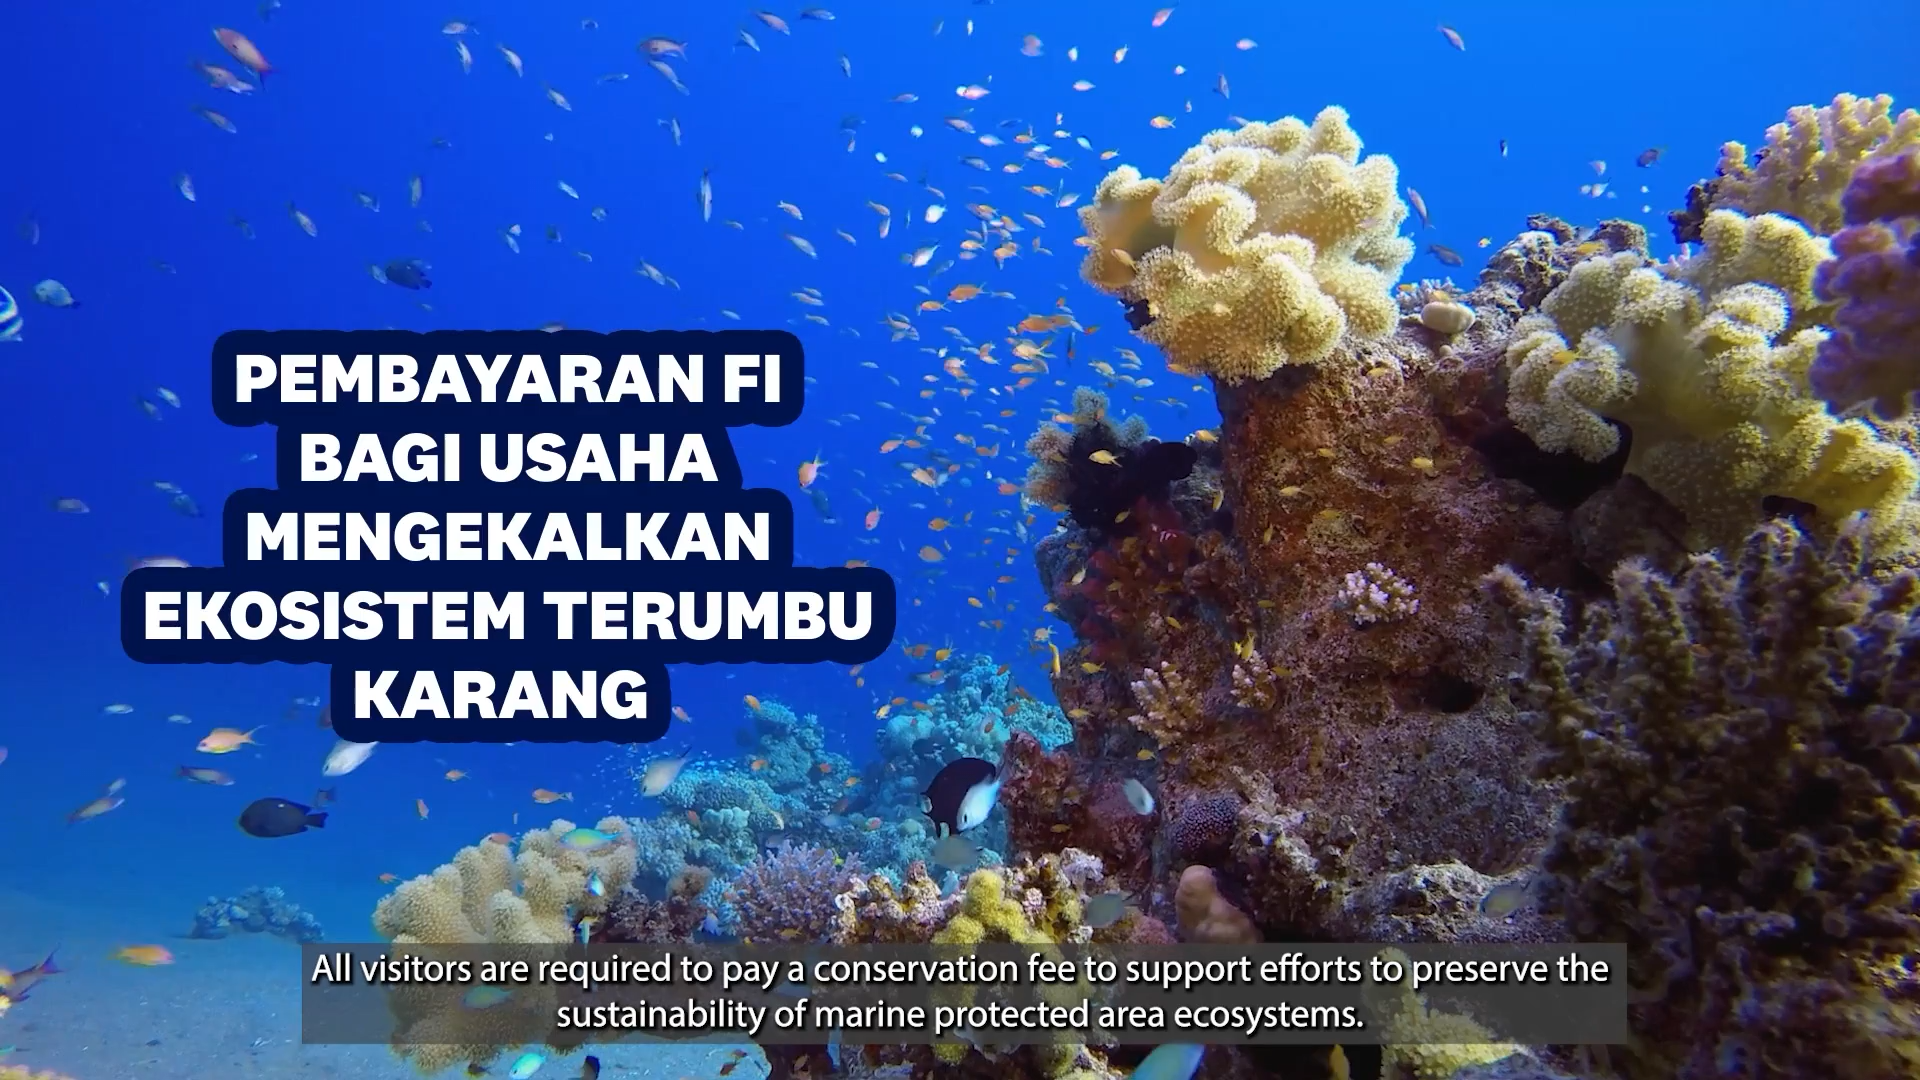 PEMBAYARAN FI
BAGI USAHA
MENGEKALKAN
EKOSISTEM TERUMBU
KARANG
All visitors are required to pay a conservation fee to support efforts to preserve the
sustainability of marine protected area ecosystems.